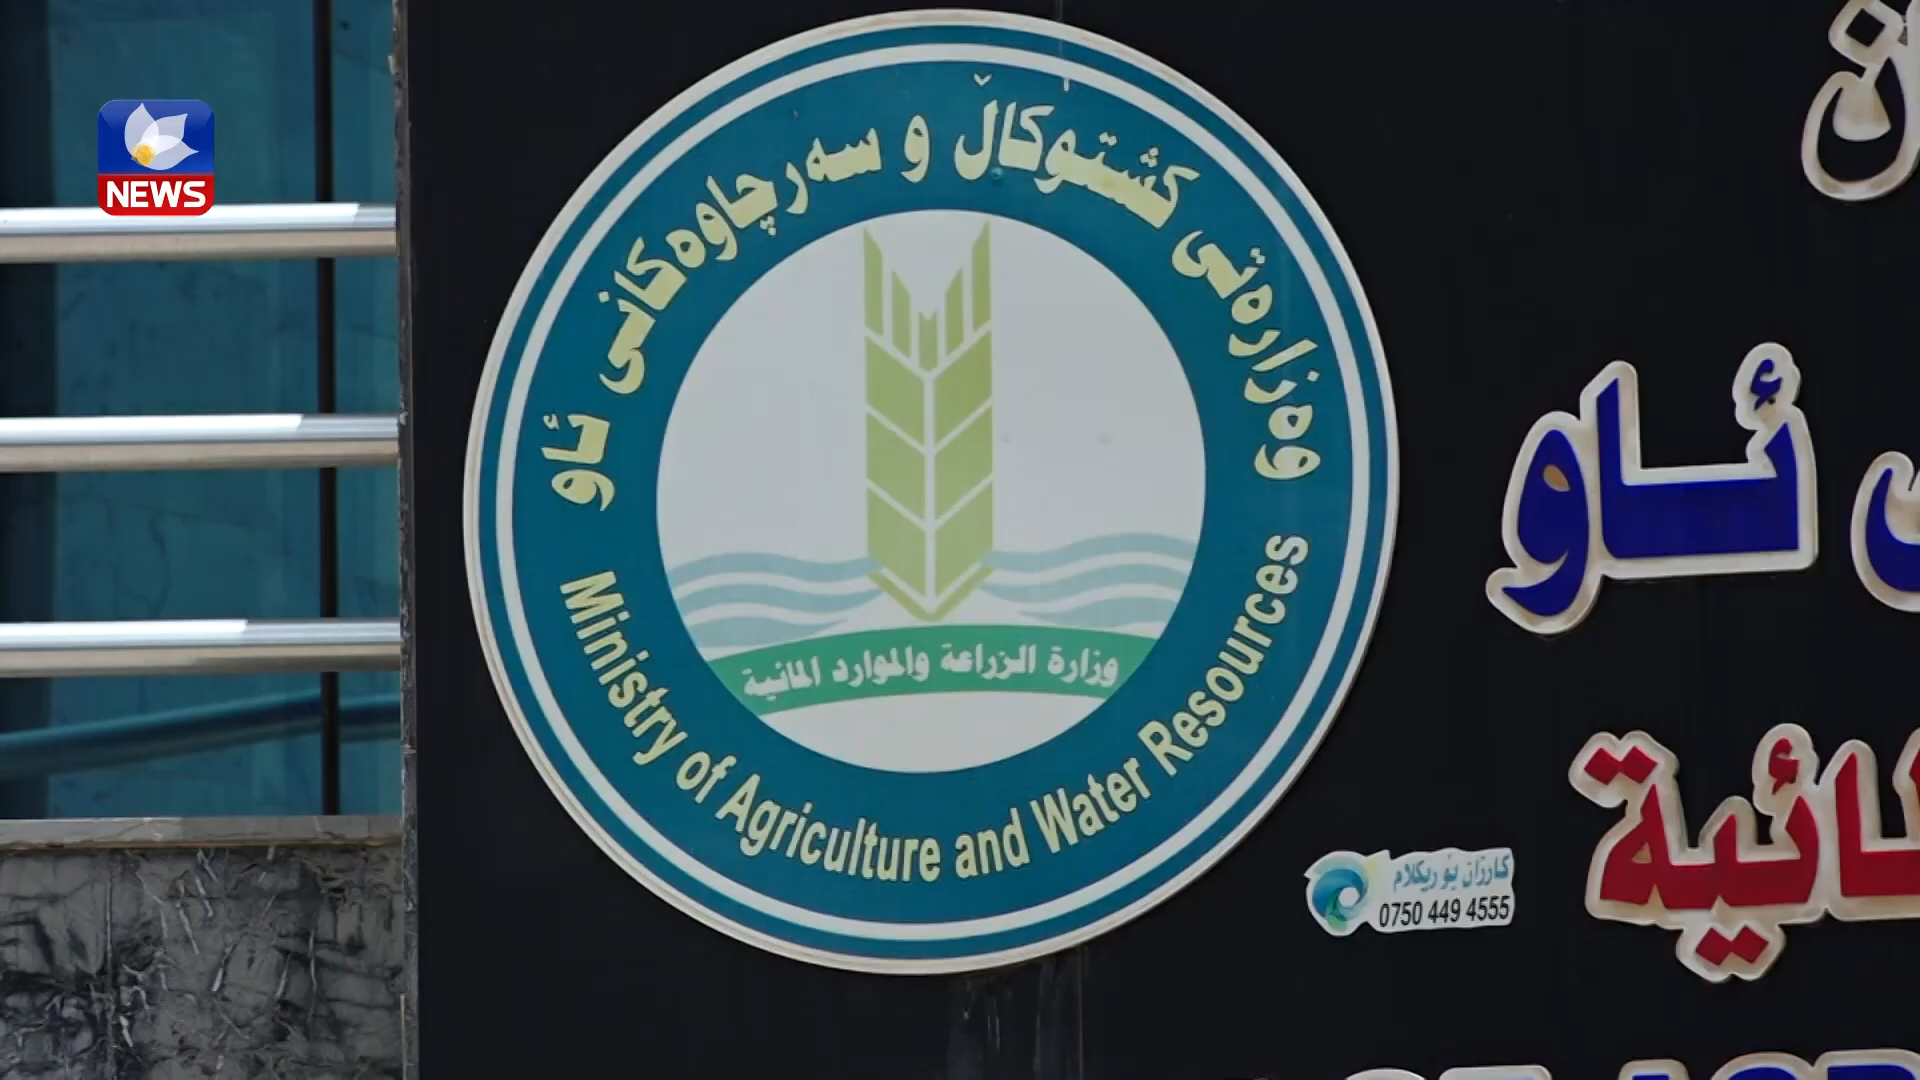 NEWS
وەزارەتی کشتوکاڵ و سەرچاوەکانی ئاو
وزارة الزراعة والموارد المائية
Ministry of Agriculture and Water Resources
ئاو
ائية
کارژان بۆ ریکلام
0750 449 4555